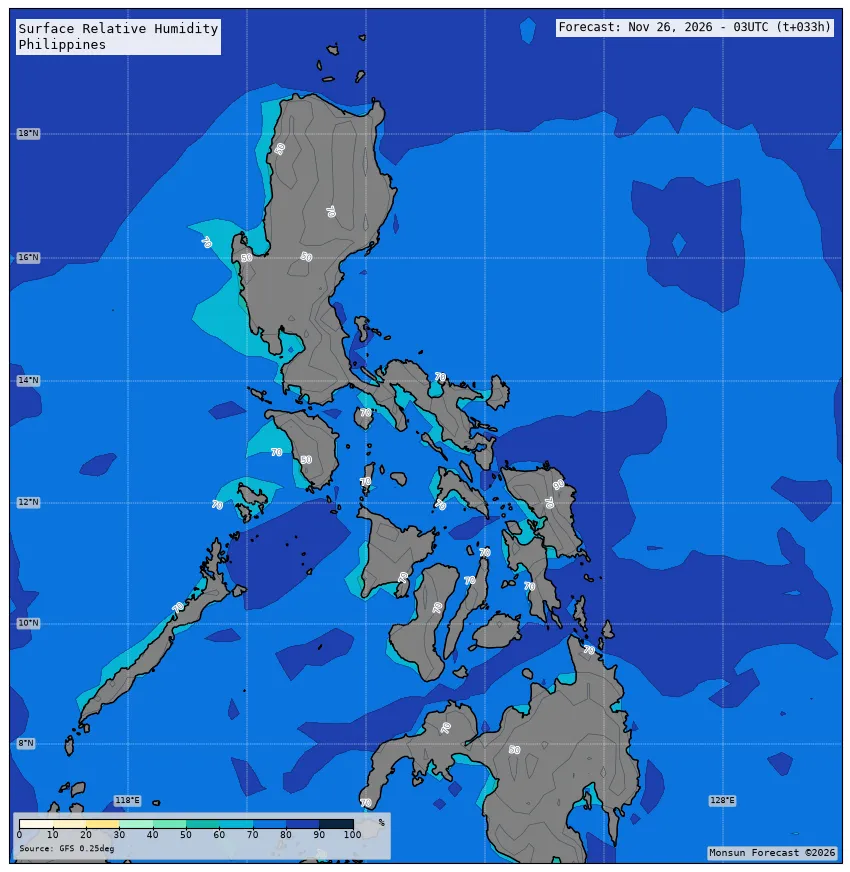 Surface Relative Humidity
Philippines
Forecast: Nov 26, 2026 - 03UTC (t+033h)
18°N
50
70
16°N
70
50
50
14°N
70
70
70
50
12°N
70
70
70
80
70
70
70
70
70
70
10°N
70
70
70
8°N
70
50
118°E
128°E
70
%
0 10 20 30 40 50 60 70 80 90 100
Source: GFS 0.25deg
Monsun Forecast ©2026